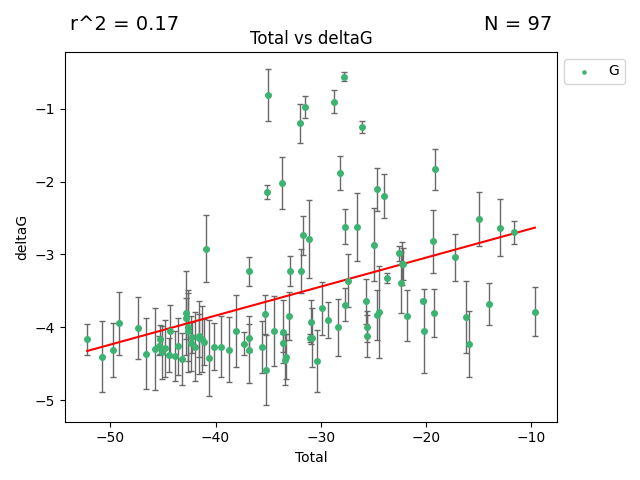 r^2 = 0.17 N = 97
Total vs deltaG
G
deltaG
−1
−2
−3
−4
−5
−50 −40 −30 −20 −10
Total